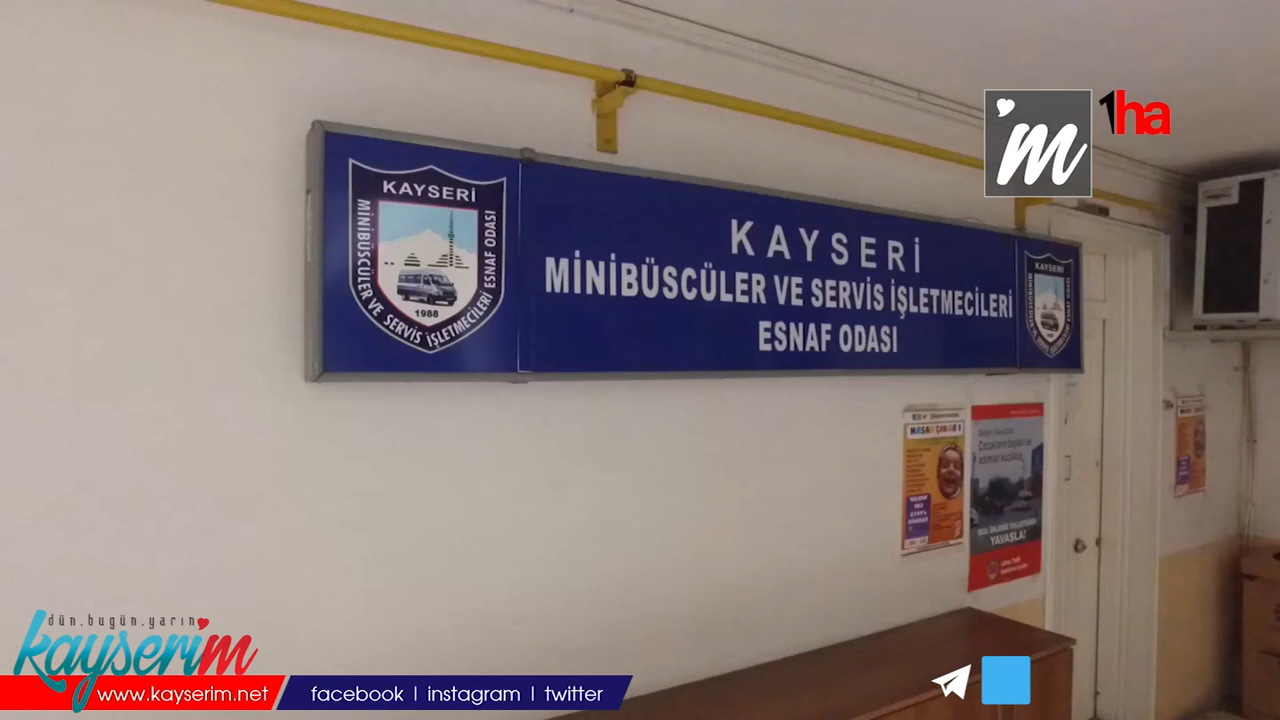 'm
1ha
KAYSERİ
MİNİBÜSCÜLER VE SERVİS İŞLETMECİLERİ ESNAF ODASI
1988
KAYSERİ
MİNİBÜSCÜLER VE SERVİS İŞLETMECİLERİ
ESNAF ODASI
KAYSERİ
YAVAŞLA!
dün.bugün.yarın
kayserim
www.kayserim.net
facebook | instagram | twitter